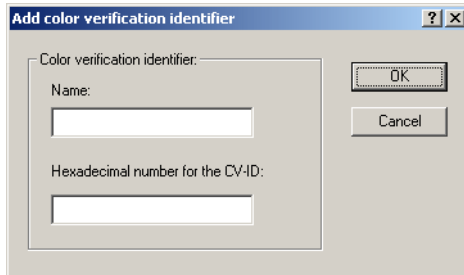 Add color verification identifier
? ×
Color verification identifier:
OK
Name:
Cancel
Hexadecimal number for the CV-ID: